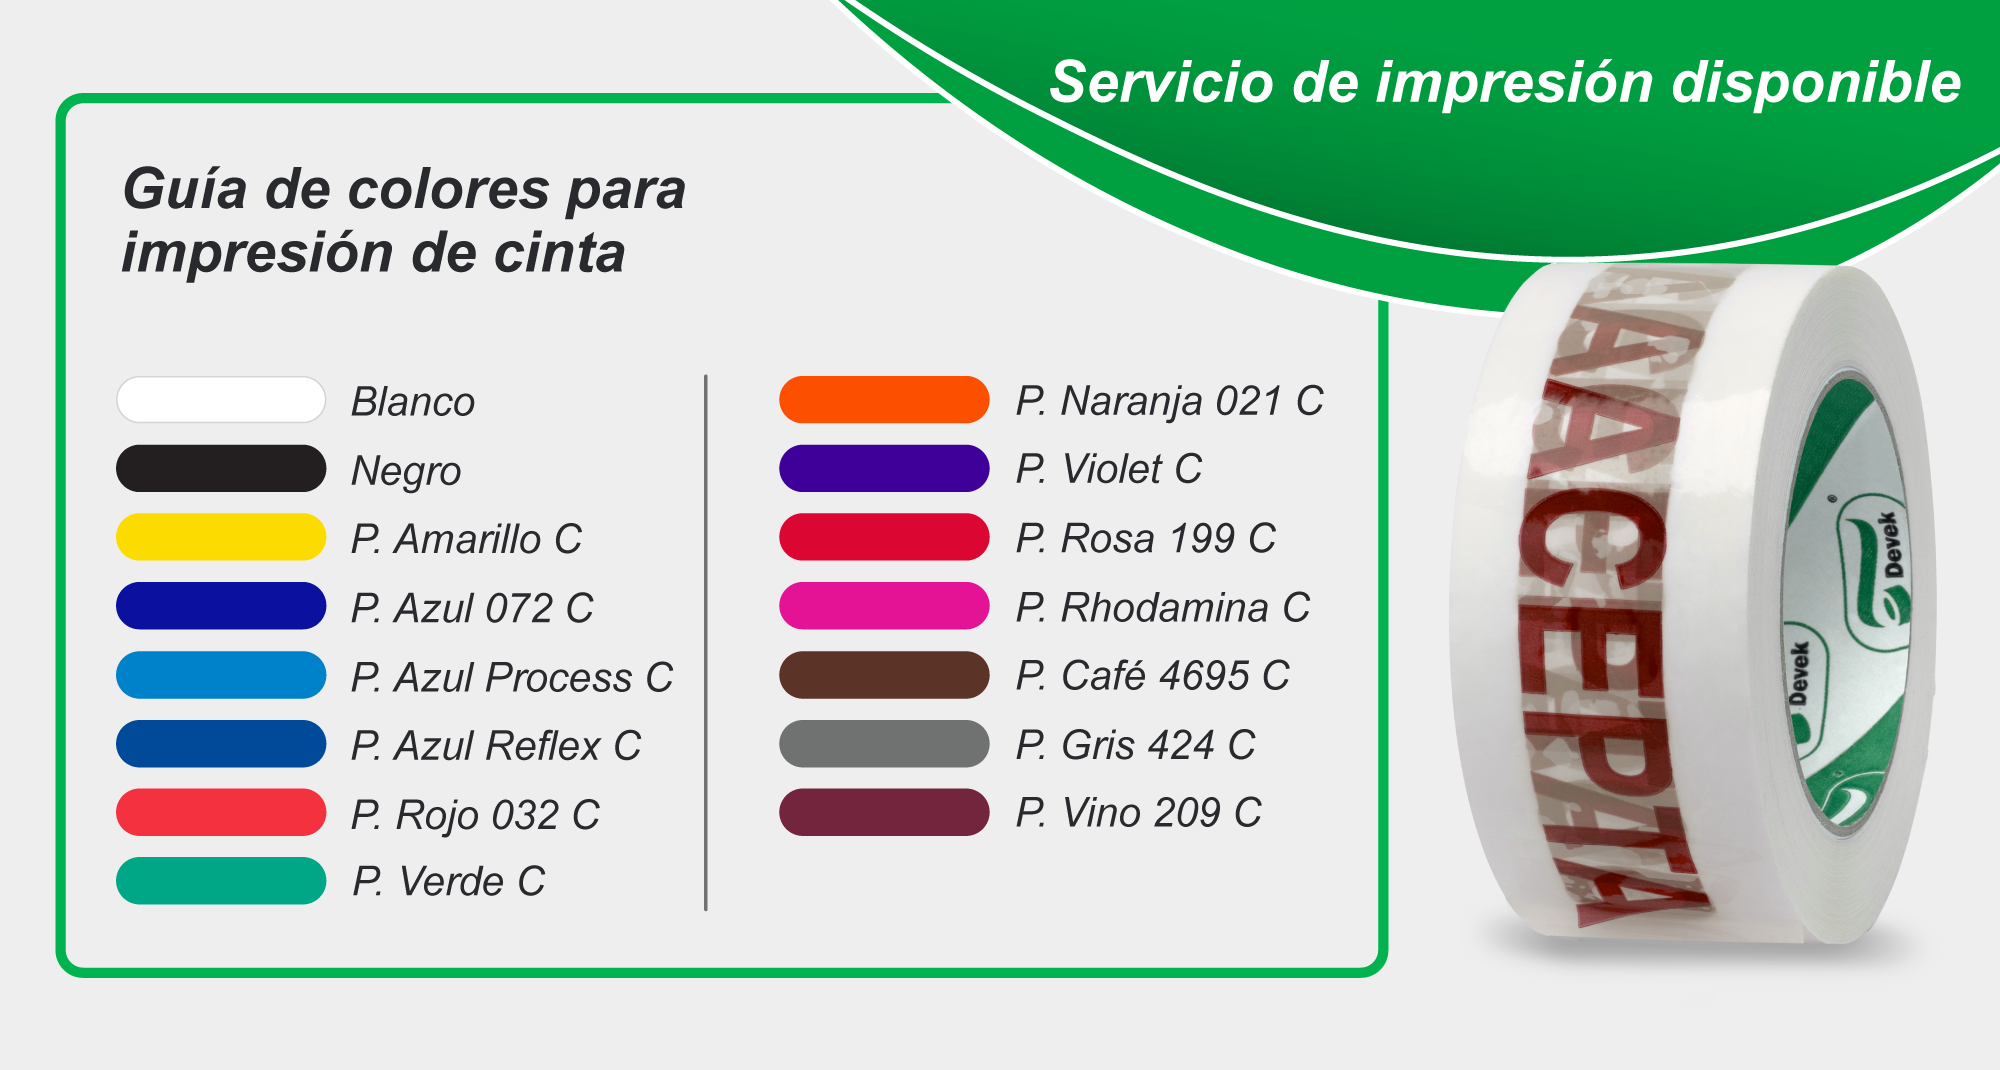 Servicio de impresión disponible
Guía de colores para
impresión de cinta
Blanco
Negro
P. Amarillo C
P. Azul 072 C
P. Azul Process C
P. Azul Reflex C
P. Rojo 032 C
P. Verde C
P. Naranja 021 C
P. Violet C
P. Rosa 199 C
P. Rhodamina C
P. Café 4695 C
P. Gris 424 C
P. Vino 209 C
ACEPTA
®
Devek
Devek